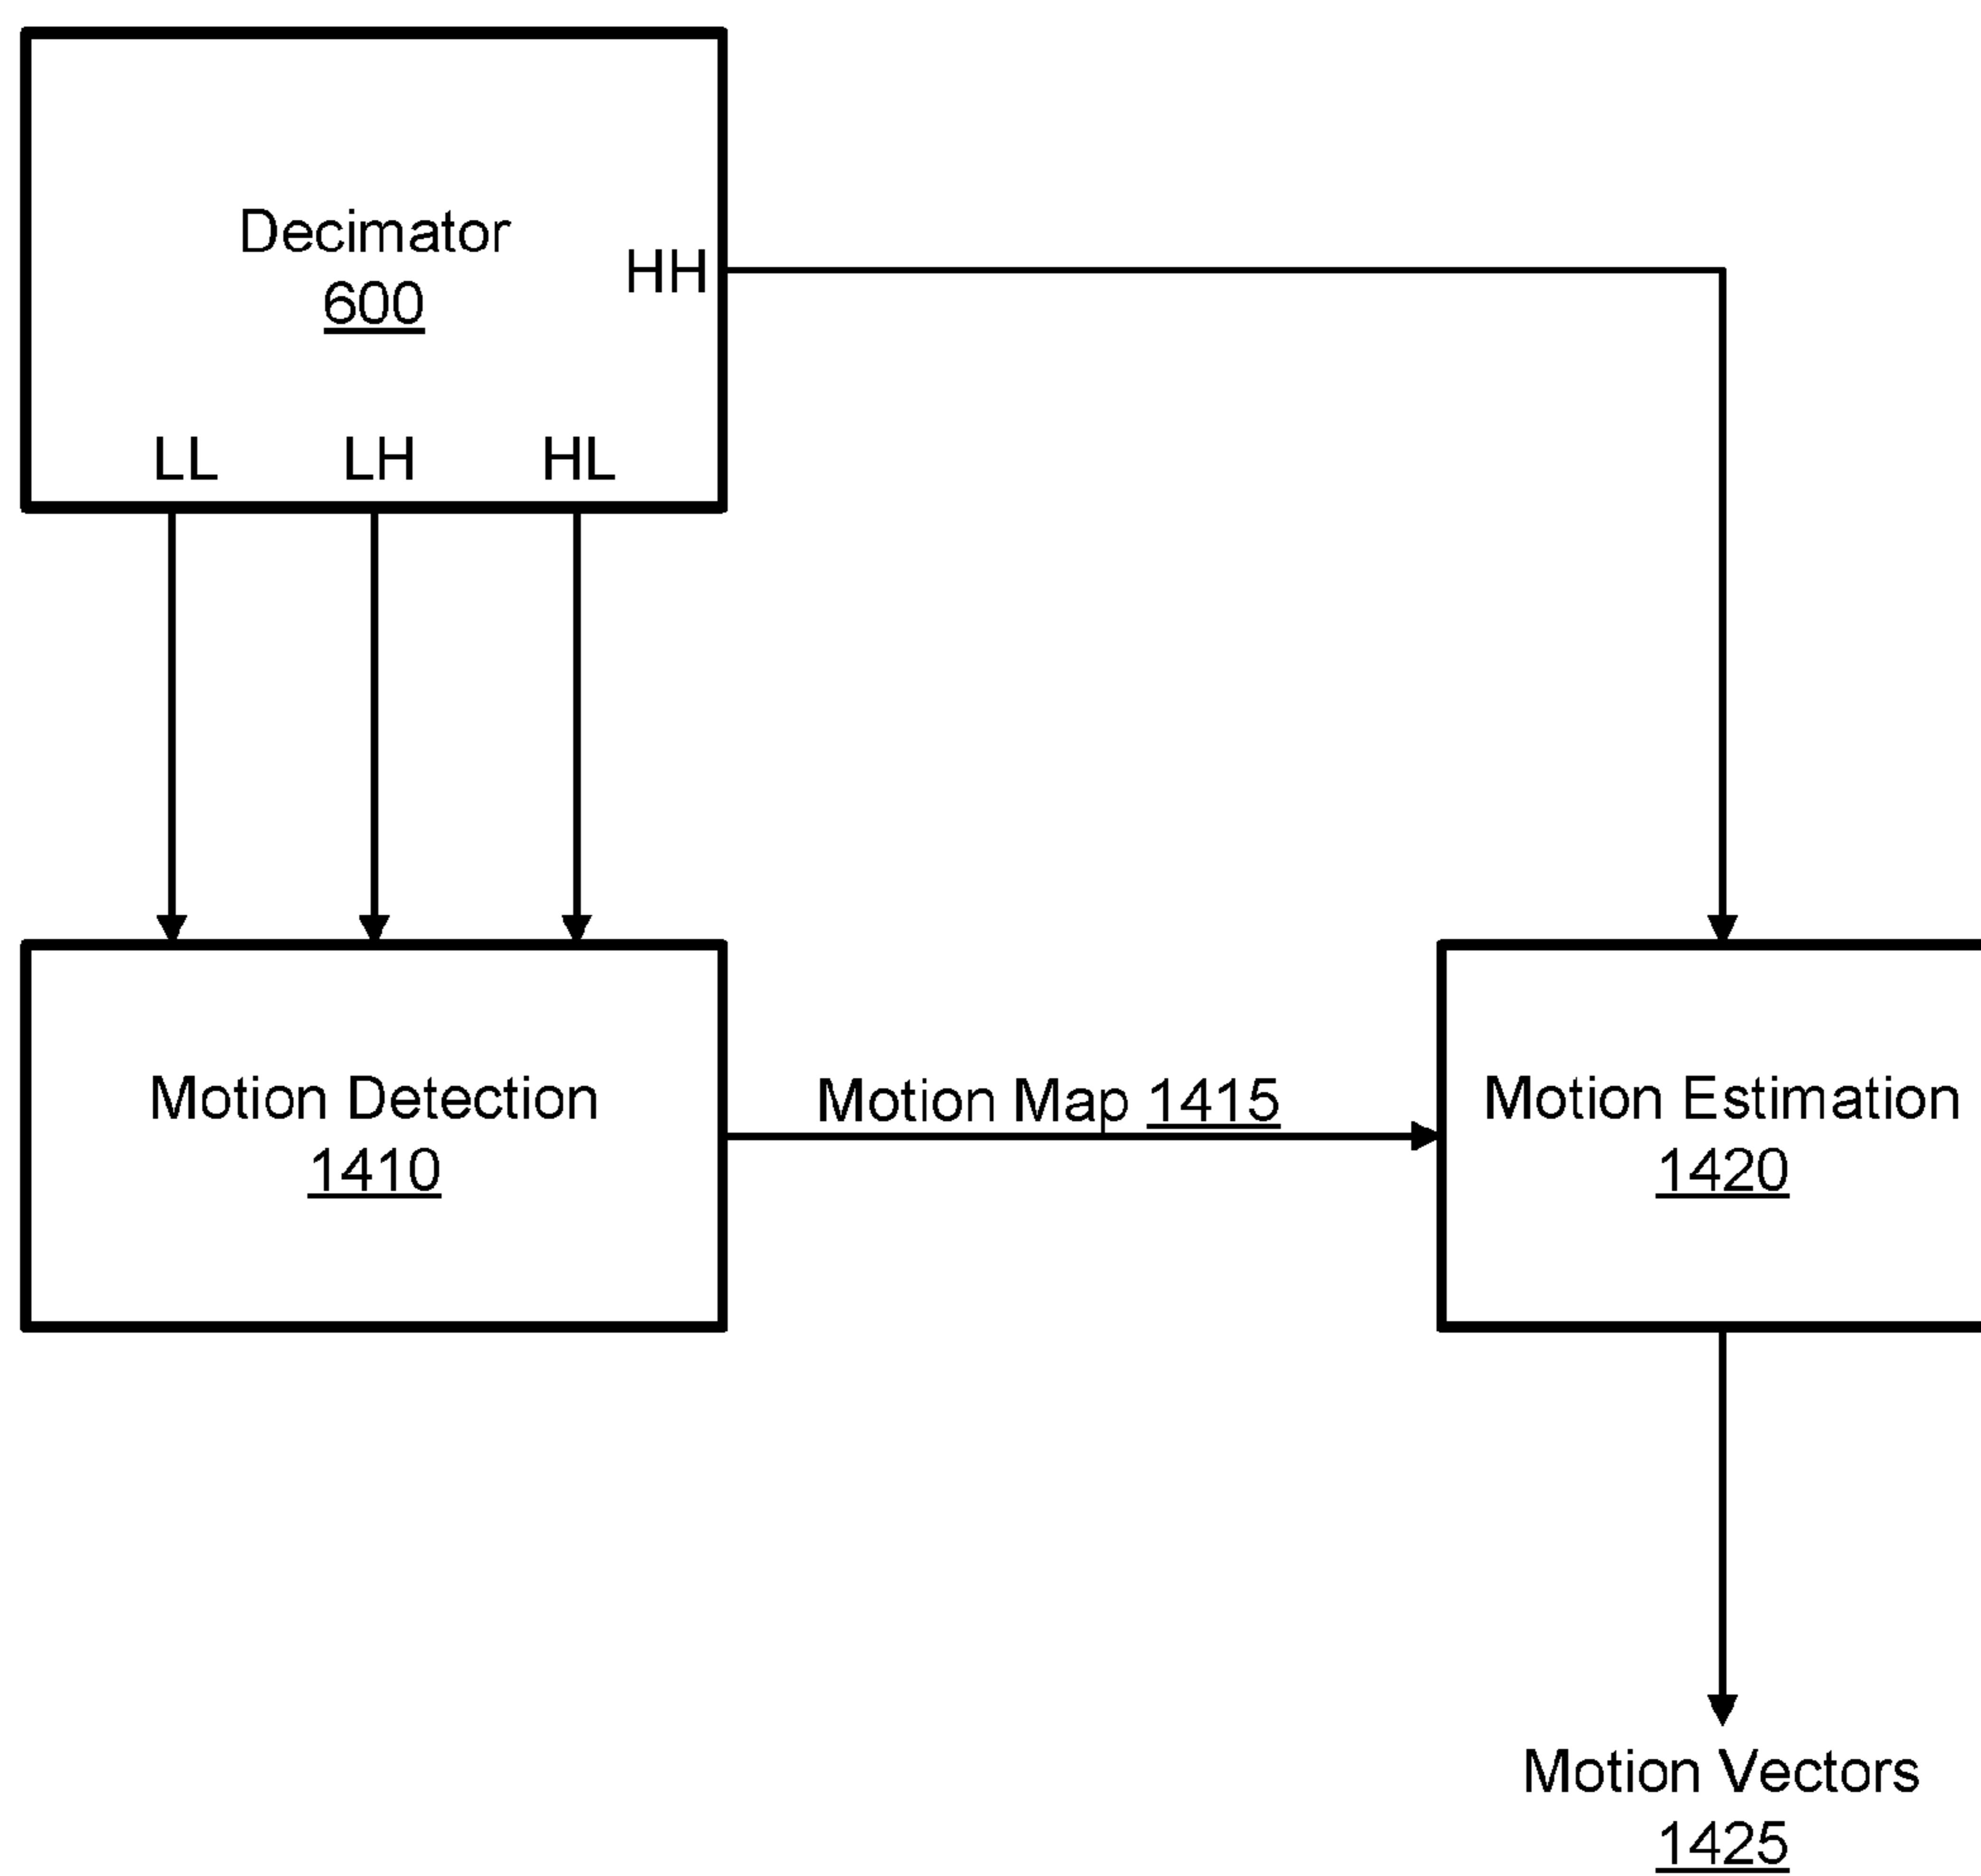 Decimator
600
HH
LL LH HL
Motion Detection
1410
Motion Map 1415
Motion Estimation
1420
Motion Vectors
1425